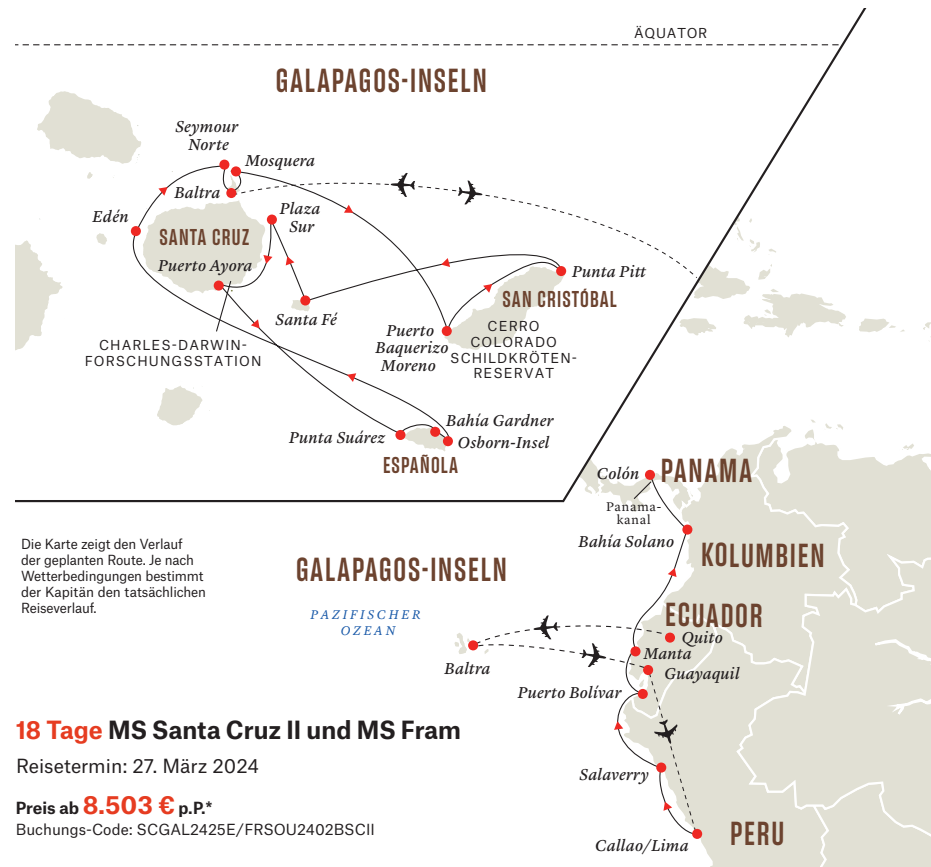 ÄQUATOR
GALAPAGOS-INSELN
Seymour
Norte
Mosquera
Baltra
Edén
Plaza
Sur
SANTA CRUZ
Puerto Ayora
Punta Pitt
SAN CRISTÓBAL
Santa Fé
Puerto
Baquerizo
Moreno
CERRO
COLORADO
SCHILDKRÖTEN-
RESERVAT
CHARLES-DARWIN-
FORSCHUNGSSTATION
Bahía Gardner
Punta Suárez
Osborn-Insel
ESPAÑOLA
Colón
PANAMA
Panama-
kanal
Bahía Solano
KOLUMBIEN
Die Karte zeigt den Verlauf
der geplanten Route. Je nach
Wetterbedingungen bestimmt
der Kapitän den tatsächlichen
Reiseverlauf.
GALAPAGOS-INSELN
PAZIFISCHER
OZEAN
ECUADOR
Quito
Manta
Baltra
Guayaquil
Puerto Bolívar
18 Tage MS Santa Cruz II und MS Fram
Reisetermin: 27. März 2024
Salaverry
Preis ab 8.503 € p.P.*
Buchungs-Code: SCGAL2425E/FRSOU2402BSCII
PERU
Callao/Lima